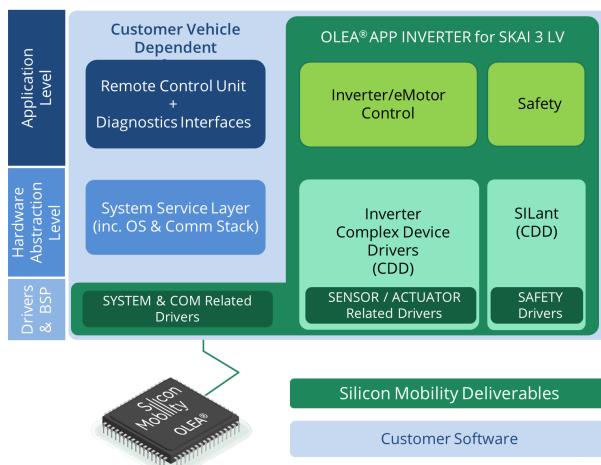 Customer Vehicle
Dependent
OLEA® APP INVERTER for SKAI 3 LV
Application
Level
Remote Control Unit
+
Diagnostics Interfaces
Inverter/eMotor
Control
Safety
Hardware
Abstraction
Level
System Service Layer
(inc. OS & Comm Stack)
Inverter
Complex Device
Drivers
(CDD)
SILant
(CDD)
Drivers
& BSP
SYSTEM & COM Related
Drivers
SENSOR / ACTUATOR
Related Drivers
SAFETY
Drivers
Silicon
Mobility
OLEA®
Silicon Mobility Deliverables
Customer Software